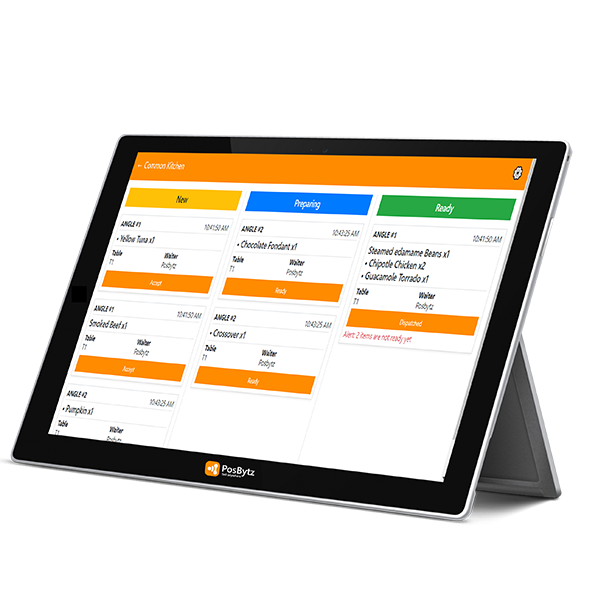 ← Common Kitchen
New
ANGLE #1 10:41:50 AM
• Yellow Tuna x1
Table Waiter
T1 Posbytz
Accept
ANGLE #1 10:41:50 AM
Smoked Beef x1
Table Waiter
T1 Posbytz
Accept
ANGLE #2 10:43:25 AM
• Pumpkin x1
Table Waiter
T1 Posbytz
Preparing
ANGLE #2 10:43:25 AM
• Chocolate Fondant x1
Table Waiter
T1 Posbytz
Ready
ANGLE #2 10:43:25 AM
• Crossover x1
Table Waiter
T1 Posbytz
Ready
Ready
ANGLE #1 10:41:50 AM
Steamed edamame Beans x1
• Chipotle Chicken x2
• Guacamole Torrado x1
Table Waiter
T1 Posbytz
Dispatched
Alert: 2 items are not ready yet
PosBytz